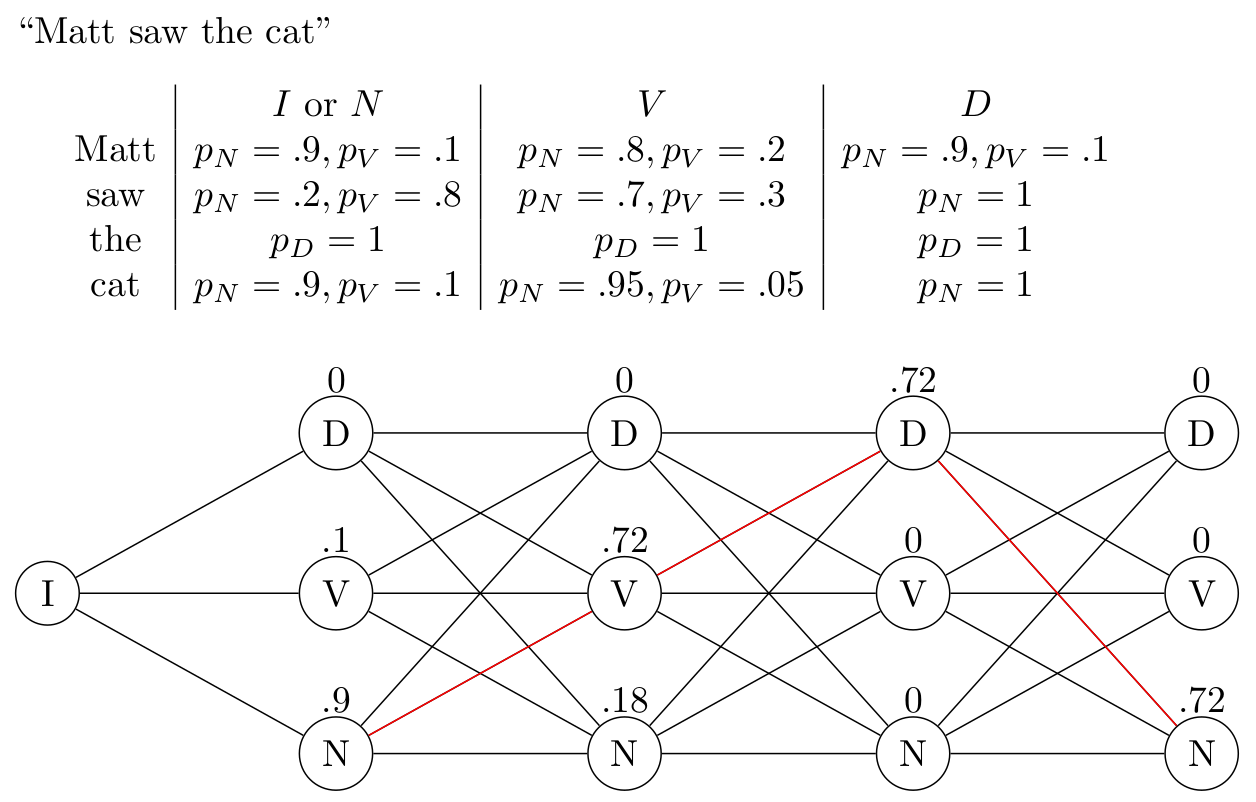 “Matt saw the cat”
I or N V D
Matt p_N = .9, p_V = .1 p_N = .8, p_V = .2 p_N = .9, p_V = .1
saw p_N = .2, p_V = .8 p_N = .7, p_V = .3 p_N = 1
the p_D = 1 p_D = 1 p_D = 1
cat p_N = .9, p_V = .1 p_N = .95, p_V = .05 p_N = 1
0 0 .72 0
D D D D
.1 .72 0 0
I V V V V
.9 .18 0 .72
N N N N